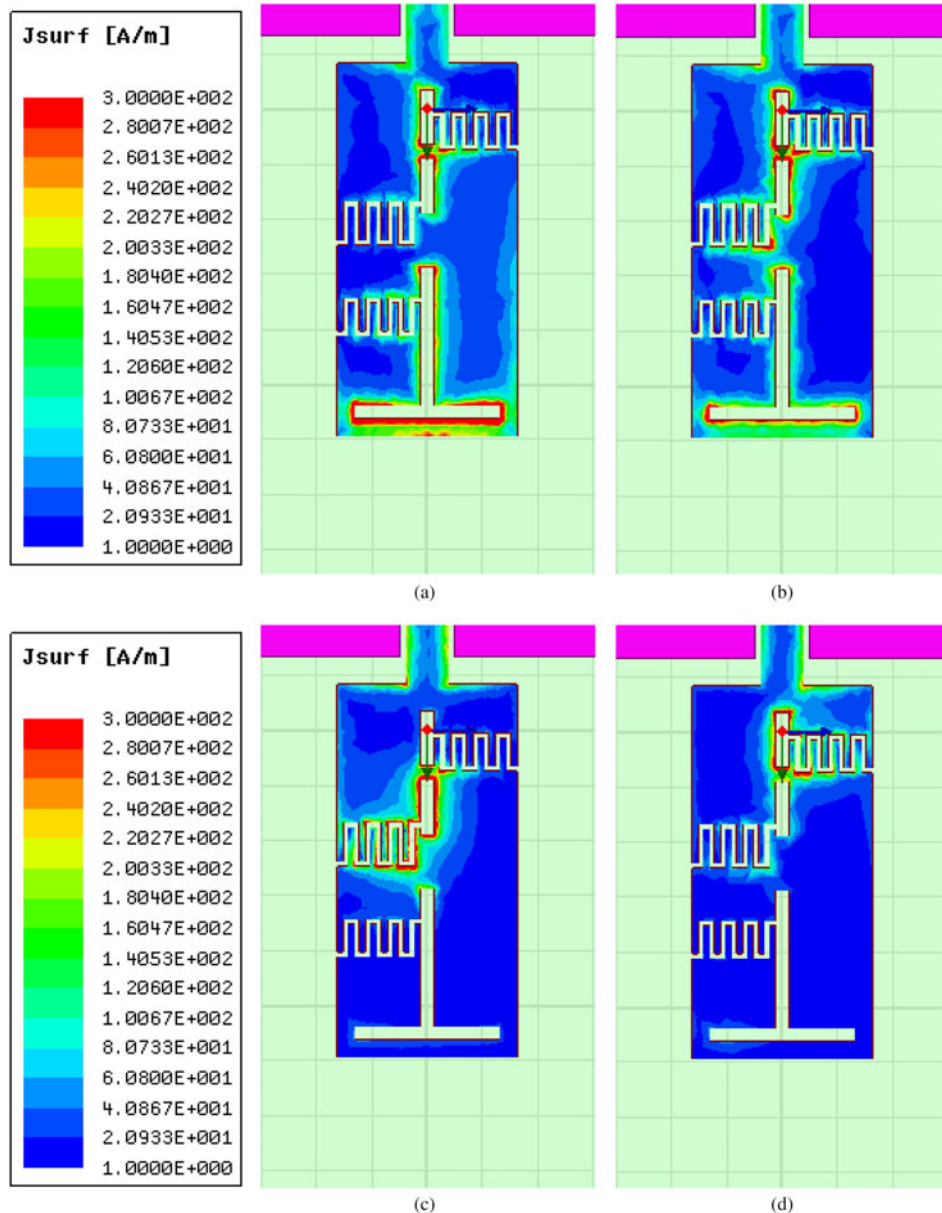 Jsurf [A/m]
3.0000E+002
2.8007E+002
2.6013E+002
2.4020E+002
2.2027E+002
2.0033E+002
1.8040E+002
1.6047E+002
1.4053E+002
1.2060E+002
1.0067E+002
8.0733E+001
6.0800E+001
4.0867E+001
2.0933E+001
1.0000E+000
(a)
(b)
Jsurf [A/m]
3.0000E+002
2.8007E+002
2.6013E+002
2.4020E+002
2.2027E+002
2.0033E+002
1.8040E+002
1.6047E+002
1.4053E+002
1.2060E+002
1.0067E+002
8.0733E+001
6.0800E+001
4.0867E+001
2.0933E+001
1.0000E+000
(c)
(d)